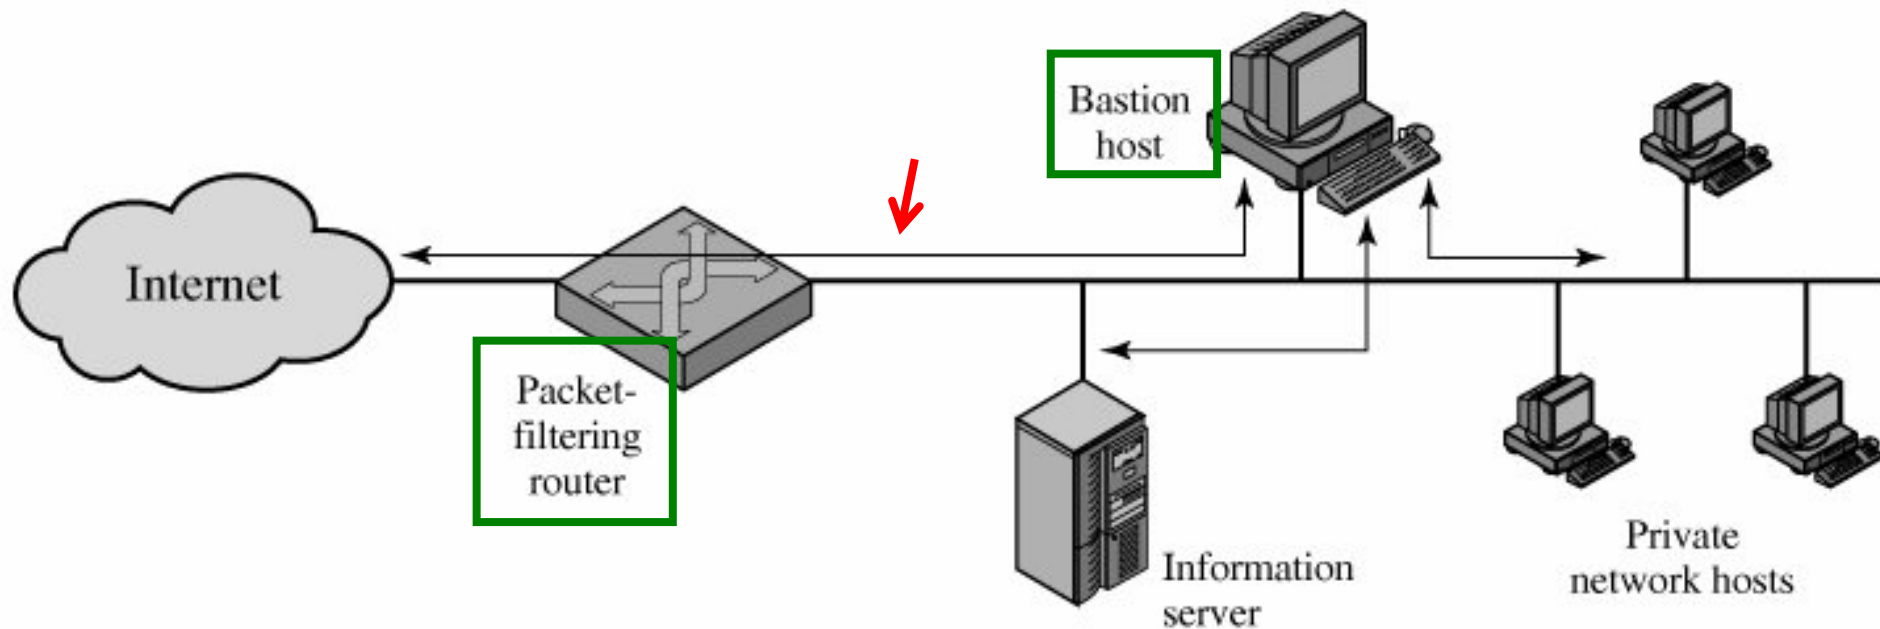 Bastion
host
Internet
Packet-
filtering
router
Information
server
Private
network hosts